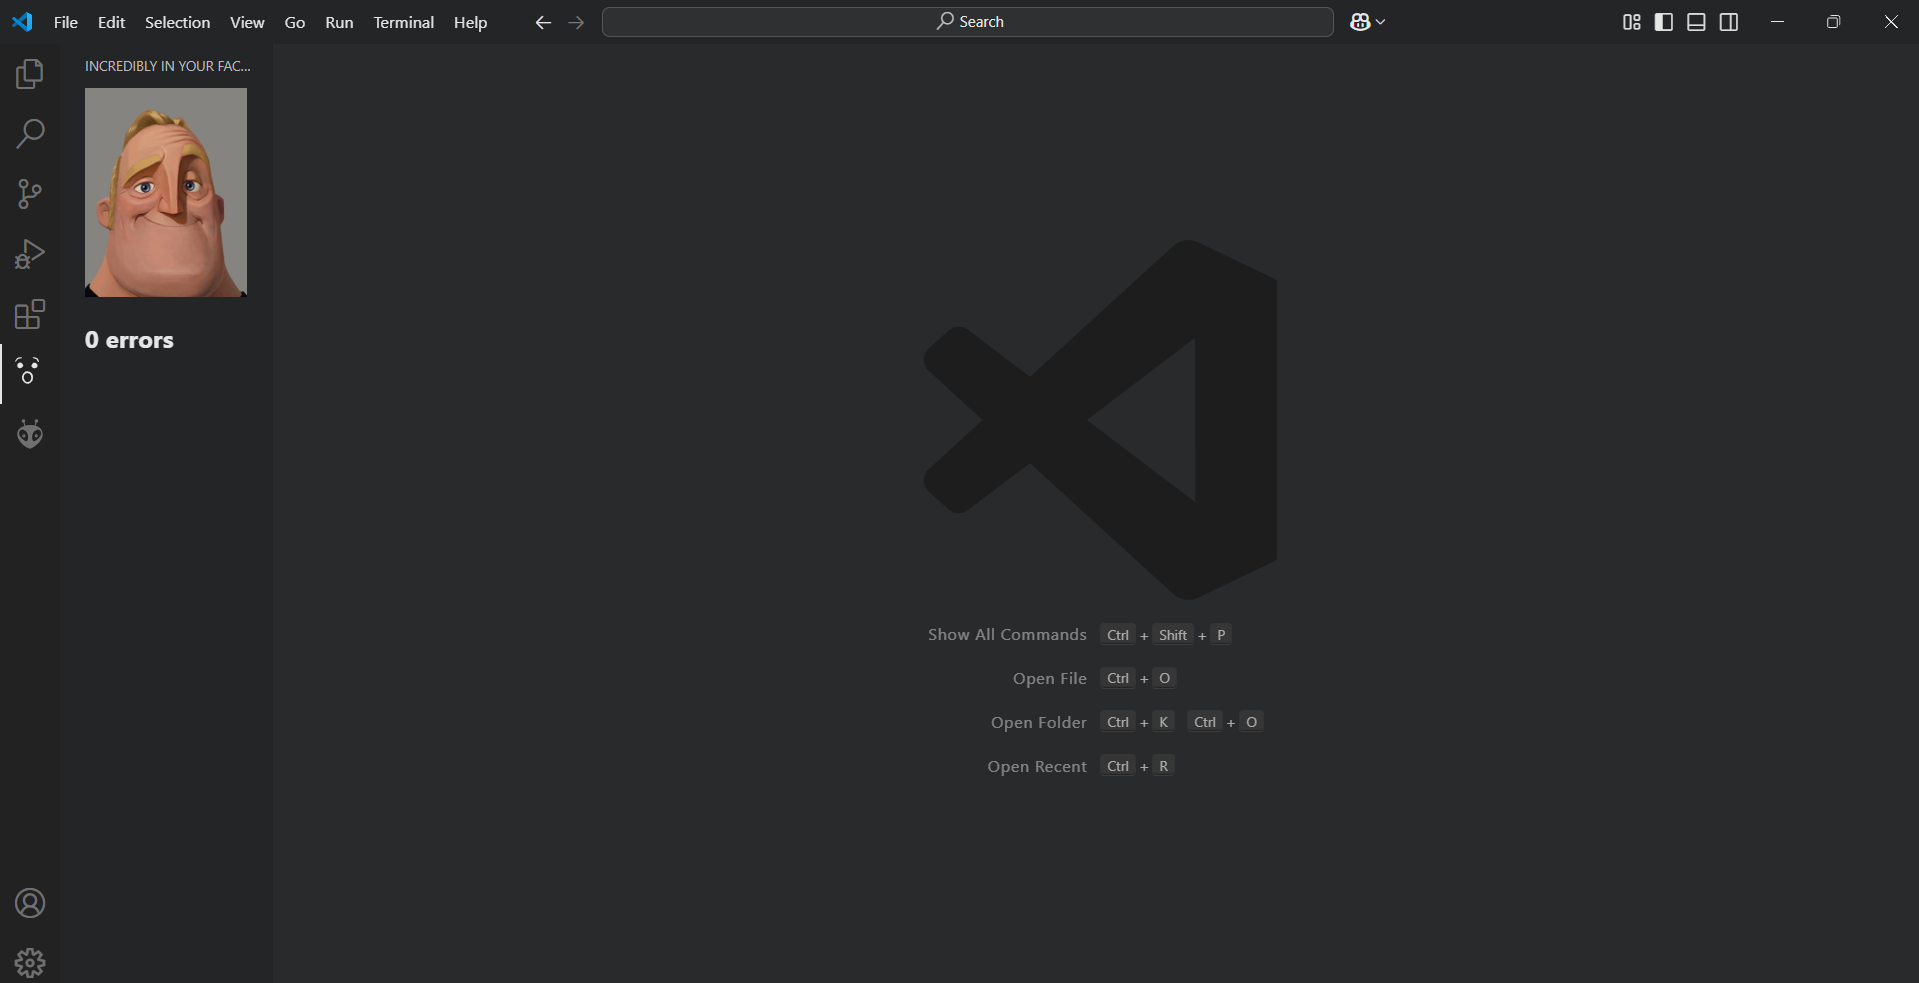 File Edit Selection View Go Run Terminal Help
Search
INCREDIBLY IN YOUR FAC...
0 errors
Show All Commands Ctrl + Shift + P
Open File Ctrl + O
Open Folder Ctrl + K Ctrl + O
Open Recent Ctrl + R